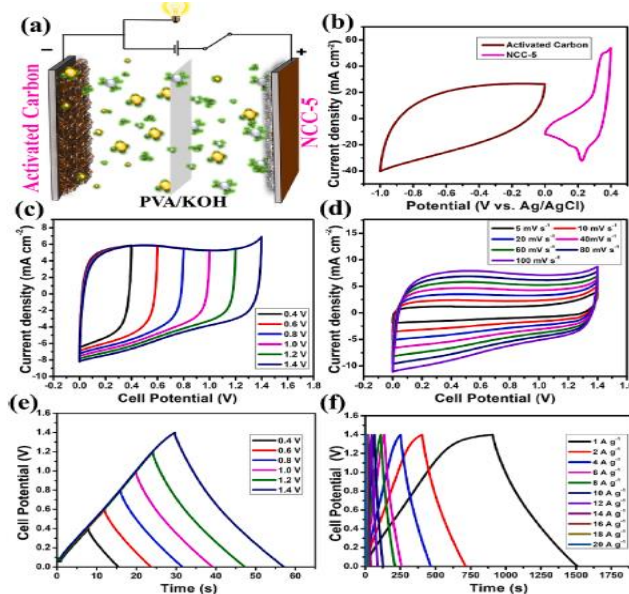 (a)
Activated Carbon
NCC-5
PVA/KOH
(b)
Current density (mA cm⁻²)
60
40
20
0
-20
-40
Activated Carbon
NCC-5
-1.0 -0.8 -0.6 -0.4 -0.2 0.0 0.2 0.4
Potential (V vs. Ag/AgCl)
(c)
Current density (mA cm⁻²)
8
6
4
2
0
-2
-4
-6
-8
0.4 V
0.6 V
0.8 V
1.0 V
1.2 V
1.4 V
0.0 0.2 0.4 0.6 0.8 1.0 1.2 1.4 1.6 1.8
Cell Potential (V)
(d)
Current density (mA cm⁻²)
15
10
5
0
-5
-10
5 mV s⁻¹ 10 mV s⁻¹
20 mV s⁻¹ 40mV s⁻¹
60 mV s⁻¹ 80 mV s⁻¹
100 mV s⁻¹
0.0 0.2 0.4 0.6 0.8 1.0 1.2 1.4
Cell Potential (V)
(e)
Cell Potential (V)
1.6
1.4
1.2
1.0
0.8
0.6
0.4
0.2
0.0
0.4 V
0.6 V
0.8 V
1.0 V
1.2 V
1.4 V
0 10 20 30 40 50 60 70
Time (s)
(f)
Cell Potential (V)
1.6
1.4
1.2
1.0
0.8
0.6
0.4
0.2
0.0
1 A g⁻¹
2 A g⁻¹
4 A g⁻¹
6 A g⁻¹
8 A g⁻¹
10 A g⁻¹
12 A g⁻¹
14 A g⁻¹
16 A g⁻¹
18 A g⁻¹
20 A g⁻¹
0 250 500 750 1000 1250 1500 1750
Time (s)